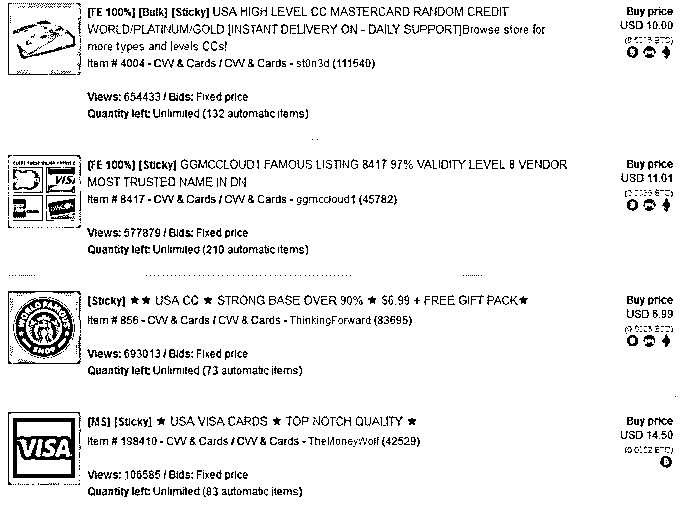 [FE 100%] [Bulk] [Sticky] USA HIGH LEVEL CC MASTERCARD RANDOM CREDIT
WORLD/PLATINUM/GOLD [INSTANT DELIVERY ON - DAILY SUPPORT]Browse store for
more types and levels CCs!
Item # 4004 - CVV & Cards / CVV & Cards - st0n3d (111540)
Views: 654433 / Bids: Fixed price
Quantity left: Unlimited (132 automatic items)
Buy price
USD 10.00
[FE 100%] [Sticky] GGMCCLOUD1 FAMOUS LISTING 8417 97% VALIDITY LEVEL 8 VENDOR
MOST TRUSTED NAME IN DN
Item # 8417 - CVV & Cards / CVV & Cards - ggmccloud1 (45782)
Views: 577879 / Bids: Fixed price
Quantity left: Unlimited (210 automatic items)
Buy price
USD 11.01
VISA
[Sticky] ★ ★ USA CC ★ STRONG BASE OVER 90% ★ $6.99 + FREE GIFT PACK★
Item # 856 - CVV & Cards / CVV & Cards - ThinkingForward (83695)
Views: 693013 / Bids: Fixed price
Quantity left: Unlimited (73 automatic items)
Buy price
USD 6.99
WORLD FAMOUS
SHOP
[MS] [Sticky] ★ USA VISA CARDS ★ TOP NOTCH QUALITY ★
Item # 198410 - CVV & Cards / CVV & Cards - TheMoneyWolf (42529)
Views: 106585 / Bids: Fixed price
Quantity left: Unlimited (83 automatic items)
Buy price
USD 14.50
VISA